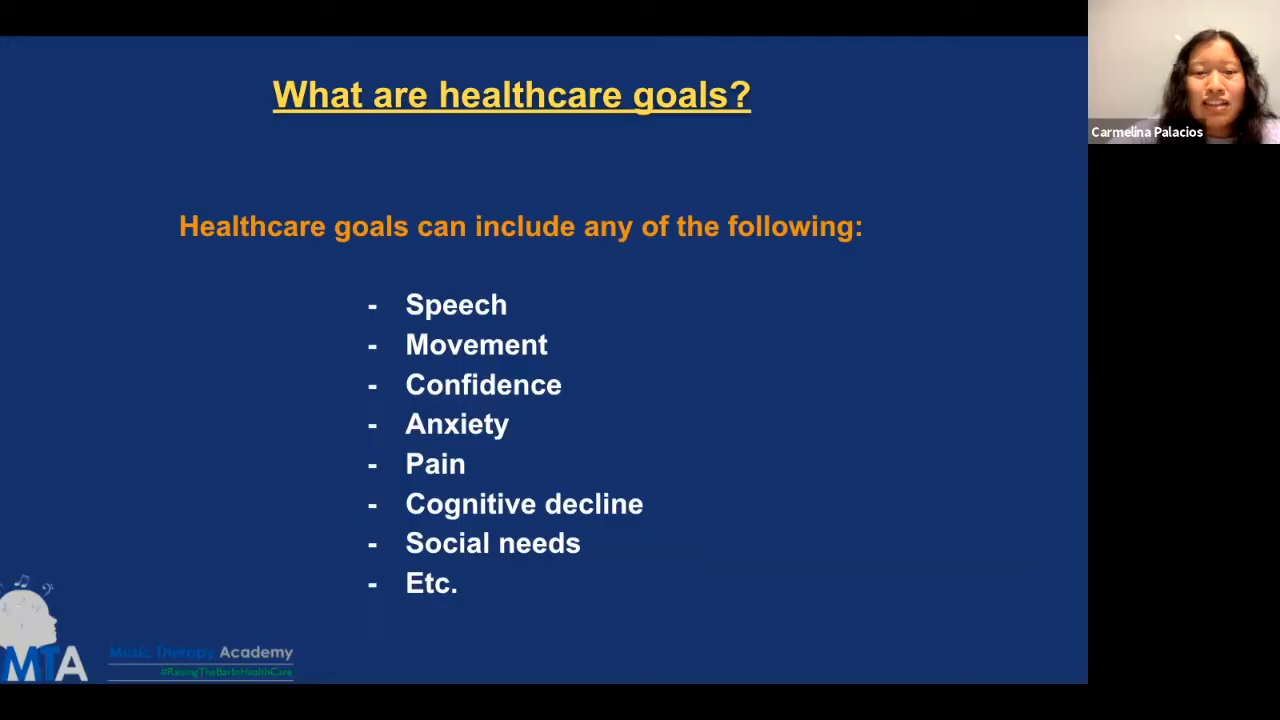 What are healthcare goals?
Carmelina Palacios
Healthcare goals can include any of the following:
- Speech
- Movement
- Confidence
- Anxiety
- Pain
- Cognitive decline
- Social needs
- Etc.
MTA
Music Therapy Academy
#RaisingTheBarInHealthCare